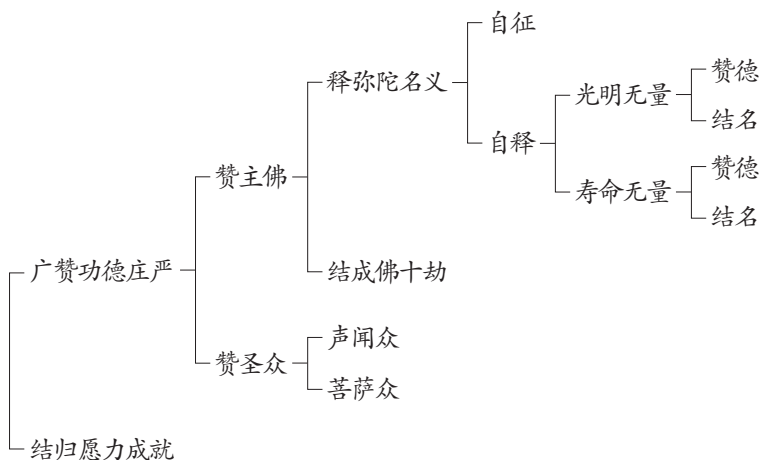 自征
释弥陀名义
赞德
光明无量
结名
自释
赞德
赞主佛
寿命无量
结名
广赞功德庄严
结成佛十劫
声闻众
赞圣众
菩萨众
结归愿力成就